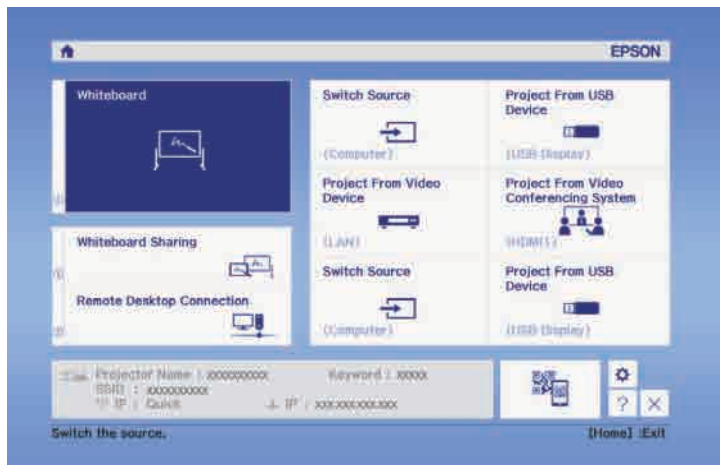 EPSON
Whiteboard
Switch Source
(Computer)
Project From USB
Device
(USB Display)
Project From Video
Device
(LAN)
Project From Video
Conferencing System
(HDMI1)
Whiteboard Sharing
Remote Desktop Connection
Switch Source
(Computer)
Project From USB
Device
(USB Display)
Projector Name : xxxxxxxxxx Keyword : xxxxx
SSID : xxxxxxxxxx
IP : Quick IP : xxx.xxx.xxx.xxx
? X
Switch the source. [Home] :Exit